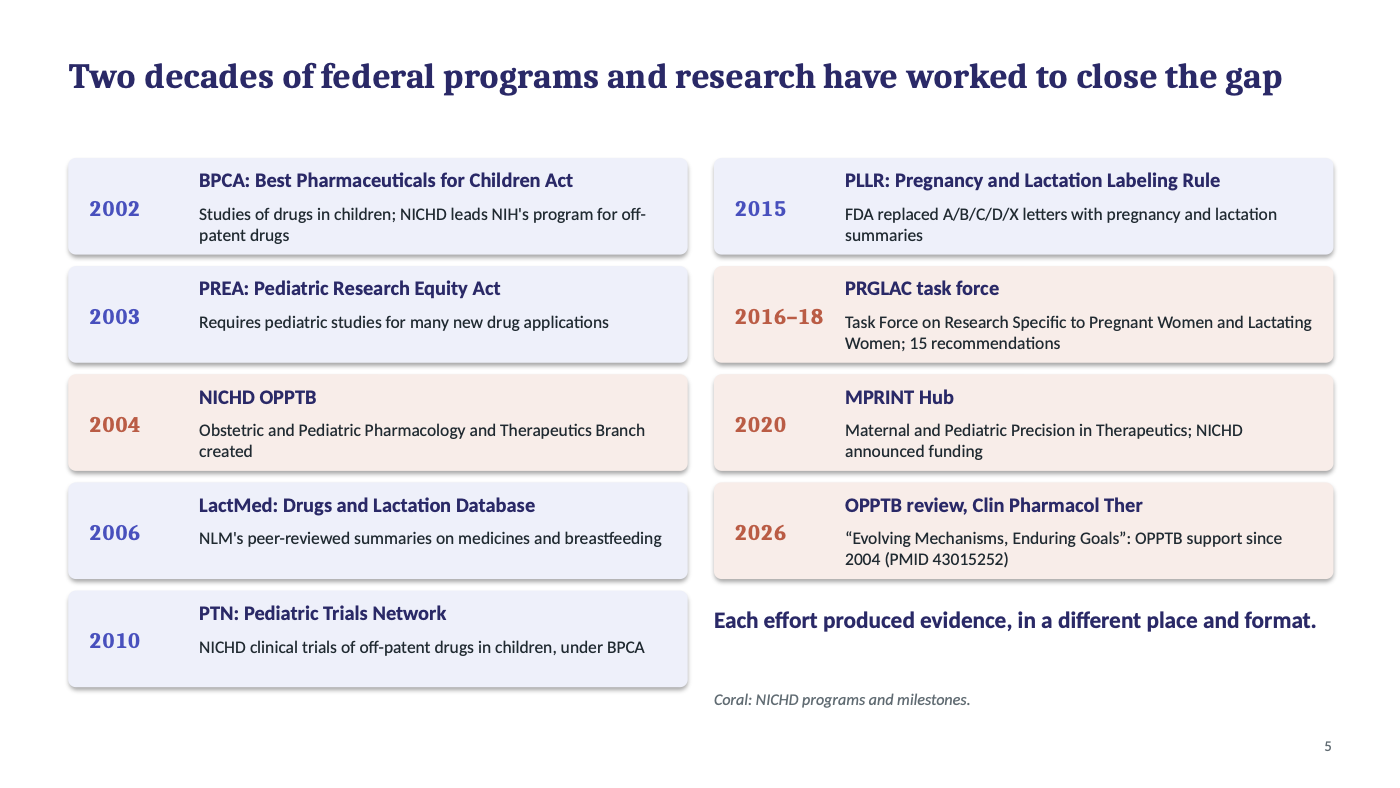 Two decades of federal programs and research have worked to close the gap
2002
BPCA: Best Pharmaceuticals for Children Act
Studies of drugs in children; NICHD leads NIH's program for off-
patent drugs
2003
PREA: Pediatric Research Equity Act
Requires pediatric studies for many new drug applications
2004
NICHD OPPTB
Obstetric and Pediatric Pharmacology and Therapeutics Branch
created
2006
LactMed: Drugs and Lactation Database
NLM's peer-reviewed summaries on medicines and breastfeeding
2010
PTN: Pediatric Trials Network
NICHD clinical trials of off-patent drugs in children, under BPCA
2015
PLLR: Pregnancy and Lactation Labeling Rule
FDA replaced A/B/C/D/X letters with pregnancy and lactation
summaries
2016–18
PRGLAC task force
Task Force on Research Specific to Pregnant Women and Lactating
Women; 15 recommendations
2020
MPRINT Hub
Maternal and Pediatric Precision in Therapeutics; NICHD
announced funding
2026
OPPTB review, Clin Pharmacol Ther
“Evolving Mechanisms, Enduring Goals”: OPPTB support since
2004 (PMID 43015252)
Each effort produced evidence, in a different place and format.
Coral: NICHD programs and milestones.
5